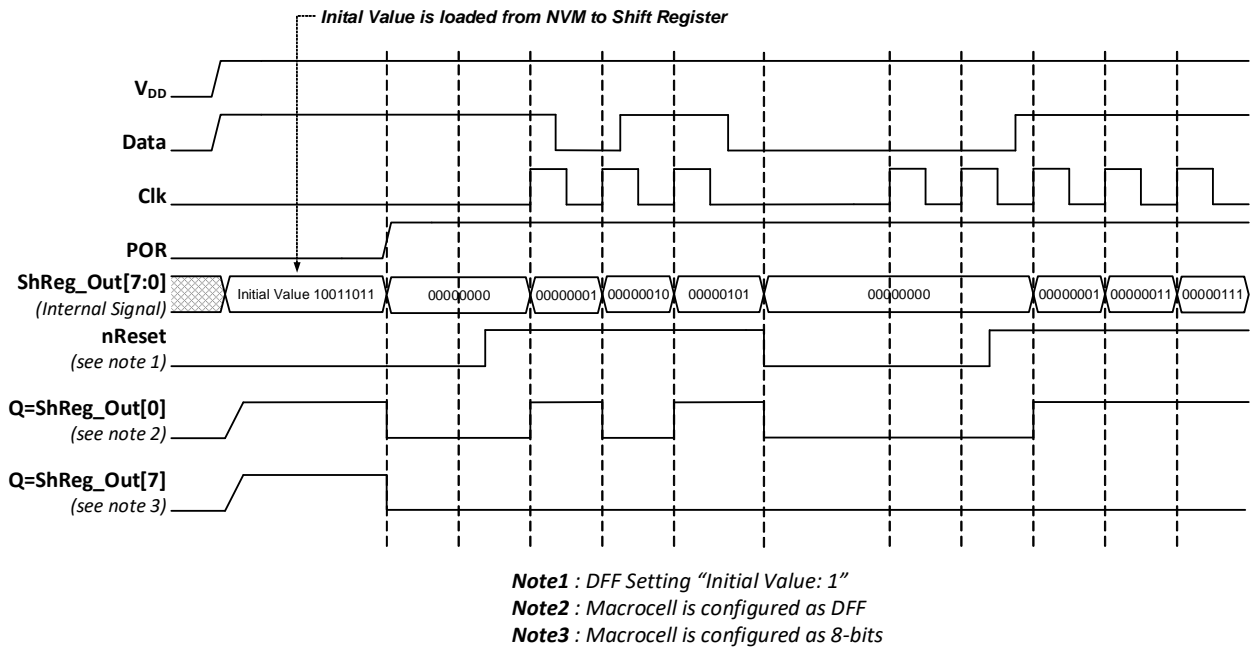 Inital Value is loaded from NVM to Shift Register
VDD
Data
Clk
POR
ShReg_Out[7:0]
(Internal Signal)
Initial Value 10011011
00000000
00000001
00000010
00000101
00000000
00000001
00000011
00000111
nReset
(see note 1)
Q=ShReg_Out[0]
(see note 2)
Q=ShReg_Out[7]
(see note 3)
Note1 : DFF Setting “Initial Value: 1”
Note2 : Macrocell is configured as DFF
Note3 : Macrocell is configured as 8-bits